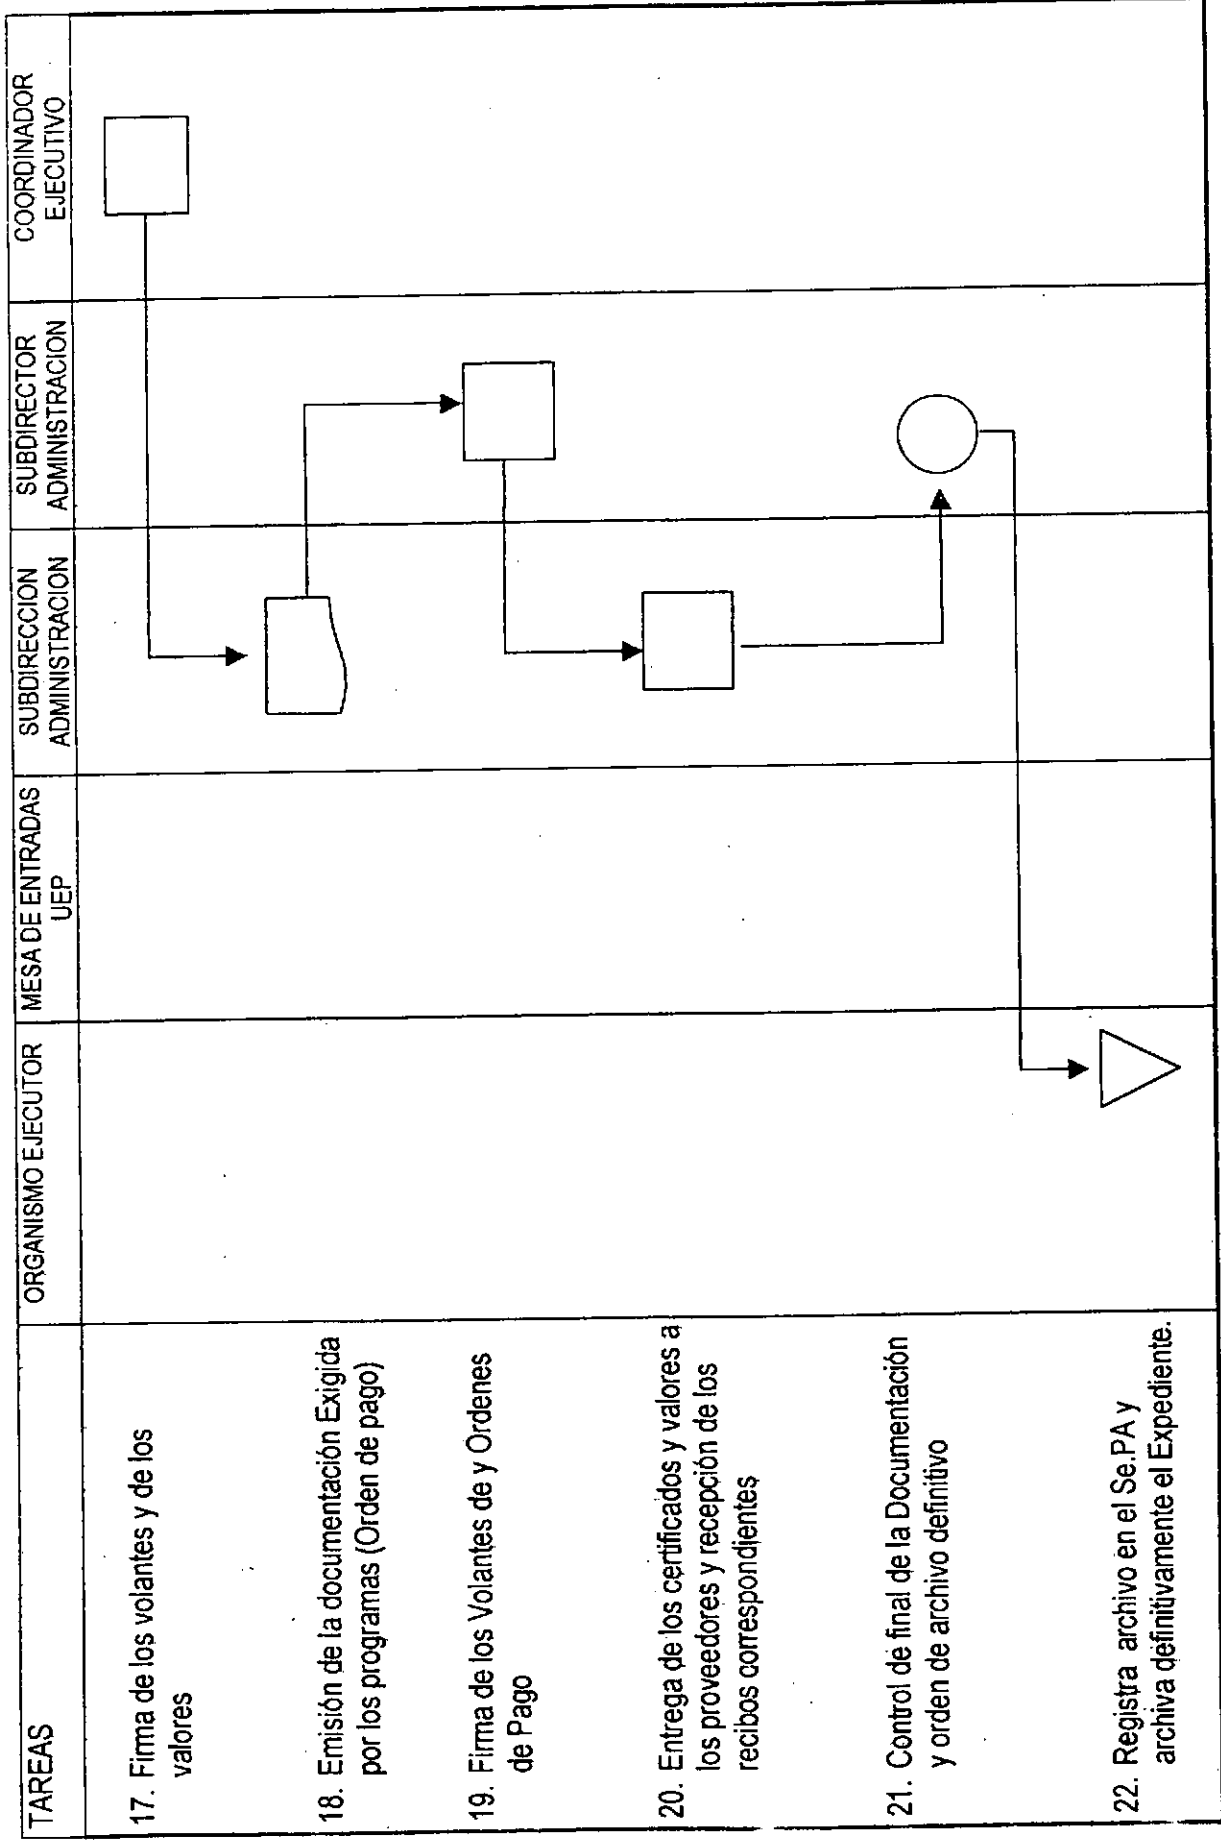 TAREAS
ORGANISMO EJECUTOR
MESA DE ENTRADAS
UEP
SUBDIRECCION
ADMINISTRACION
SUBDIRECTOR
ADMINISTRACION
COORDINADOR
EJECUTIVO
17. Firma de los volantes y de los
valores
18. Emisión de la documentación Exigida
por los programas (Orden de pago)
19. Firma de los Volantes de y Ordenes
de Pago
20. Entrega de los certificados y valores a
los proveedores y recepción de los
recibos correspondientes
21. Control de final de la Documentación
y orden de archivo definitivo
22. Registra archivo en el Se.PA y
archiva definitivamente el Expediente.